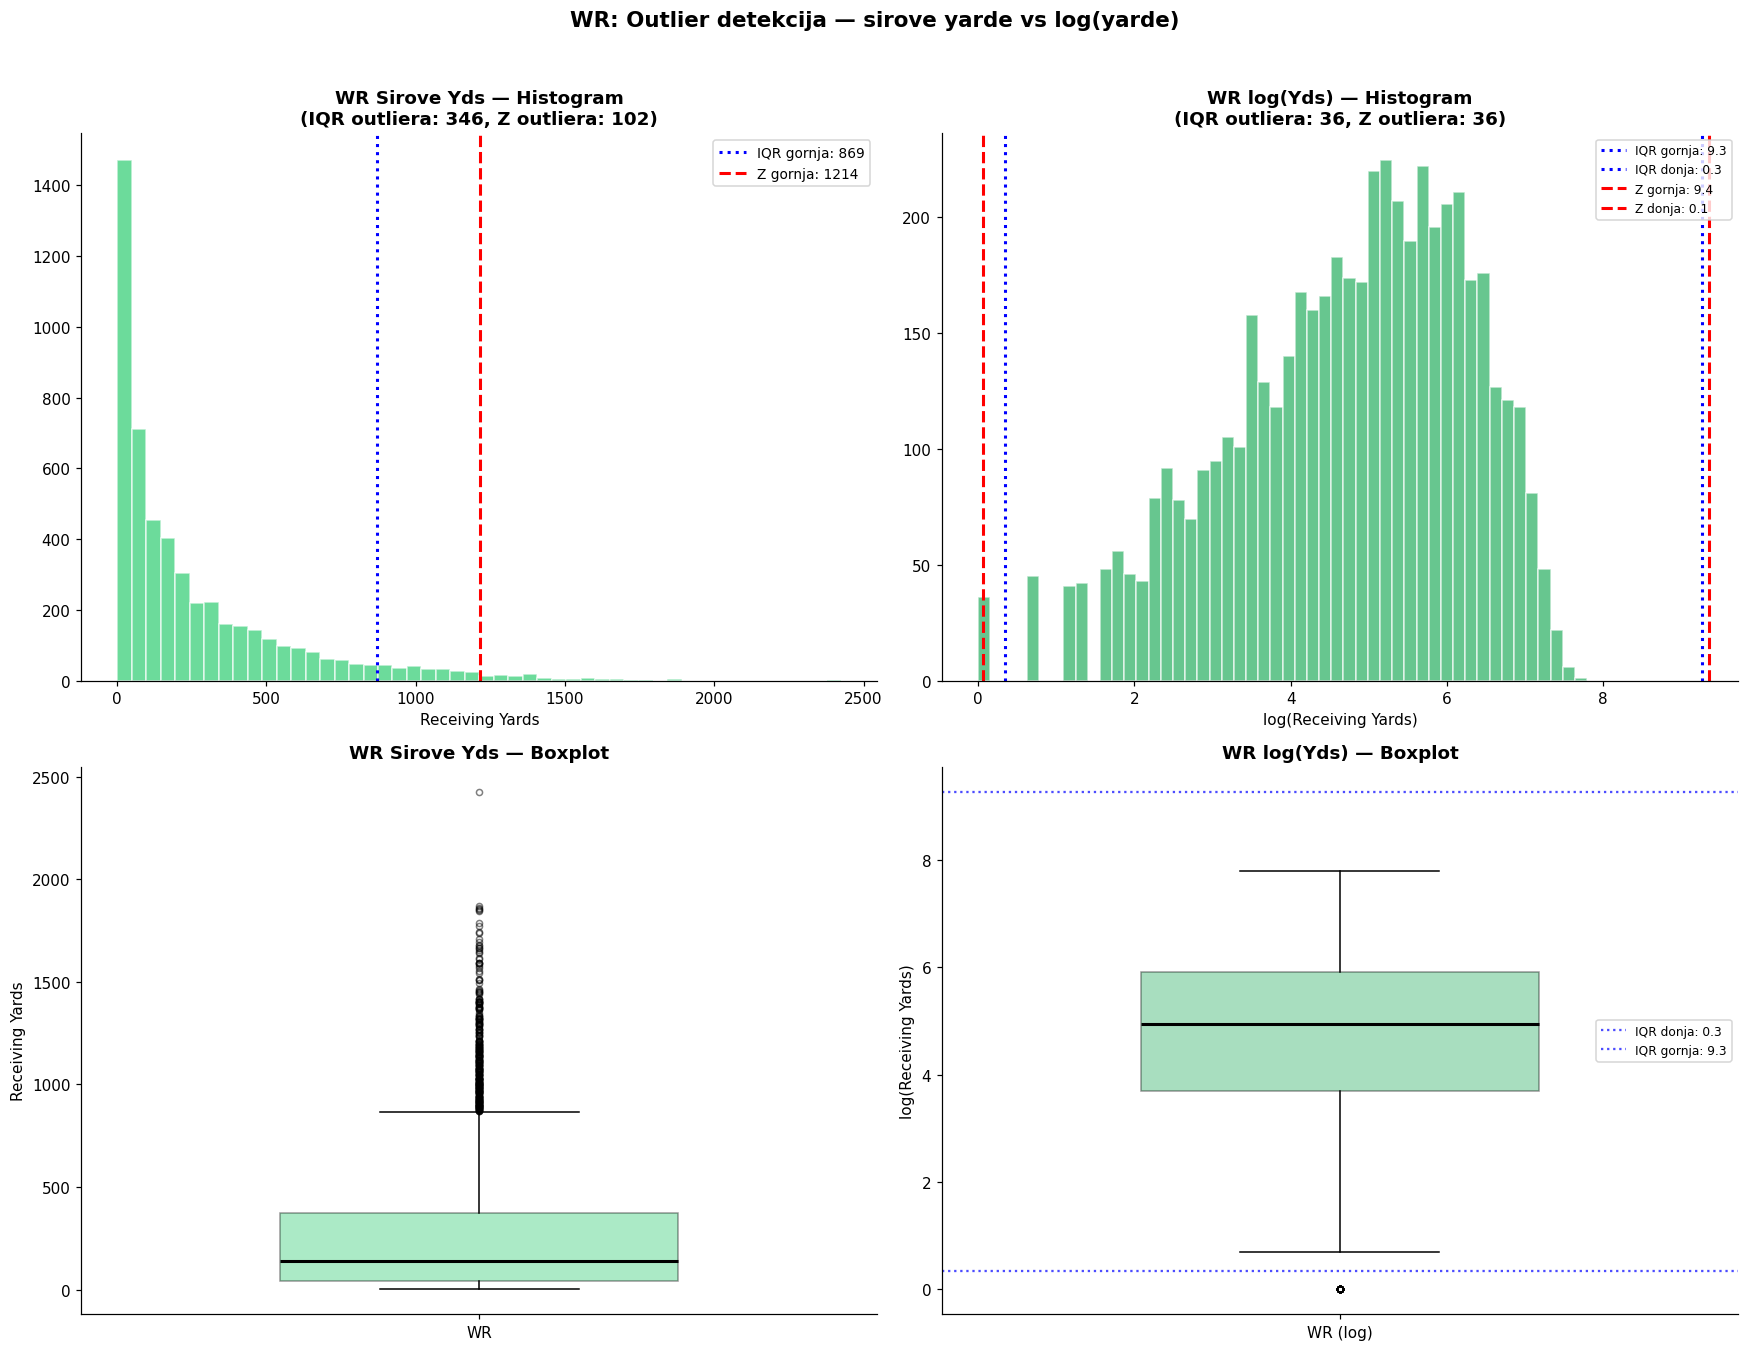 WR: Outlier detekcija — sirove yarde vs log(yarde)
WR Sirove Yds — Histogram
(IQR outliera: 346, Z outliera: 102)
IQR gornja: 869
Z gornja: 1214
1400
1200
1000
800
600
400
200
0
0
500
1000
1500
2000
2500
Receiving Yards
WR log(Yds) — Histogram
(IQR outliera: 36, Z outliera: 36)
IQR gornja: 9.3
IQR donja: 0.3
Z gornja: 9.4
Z donja: 0.1
200
150
100
50
0
0
2
4
6
8
log(Receiving Yards)
WR Sirove Yds — Boxplot
Receiving Yards
2500
2000
1500
1000
500
0
WR
WR log(Yds) — Boxplot
log(Receiving Yards)
8
6
4
2
0
IQR donja: 0.3
IQR gornja: 9.3
WR (log)